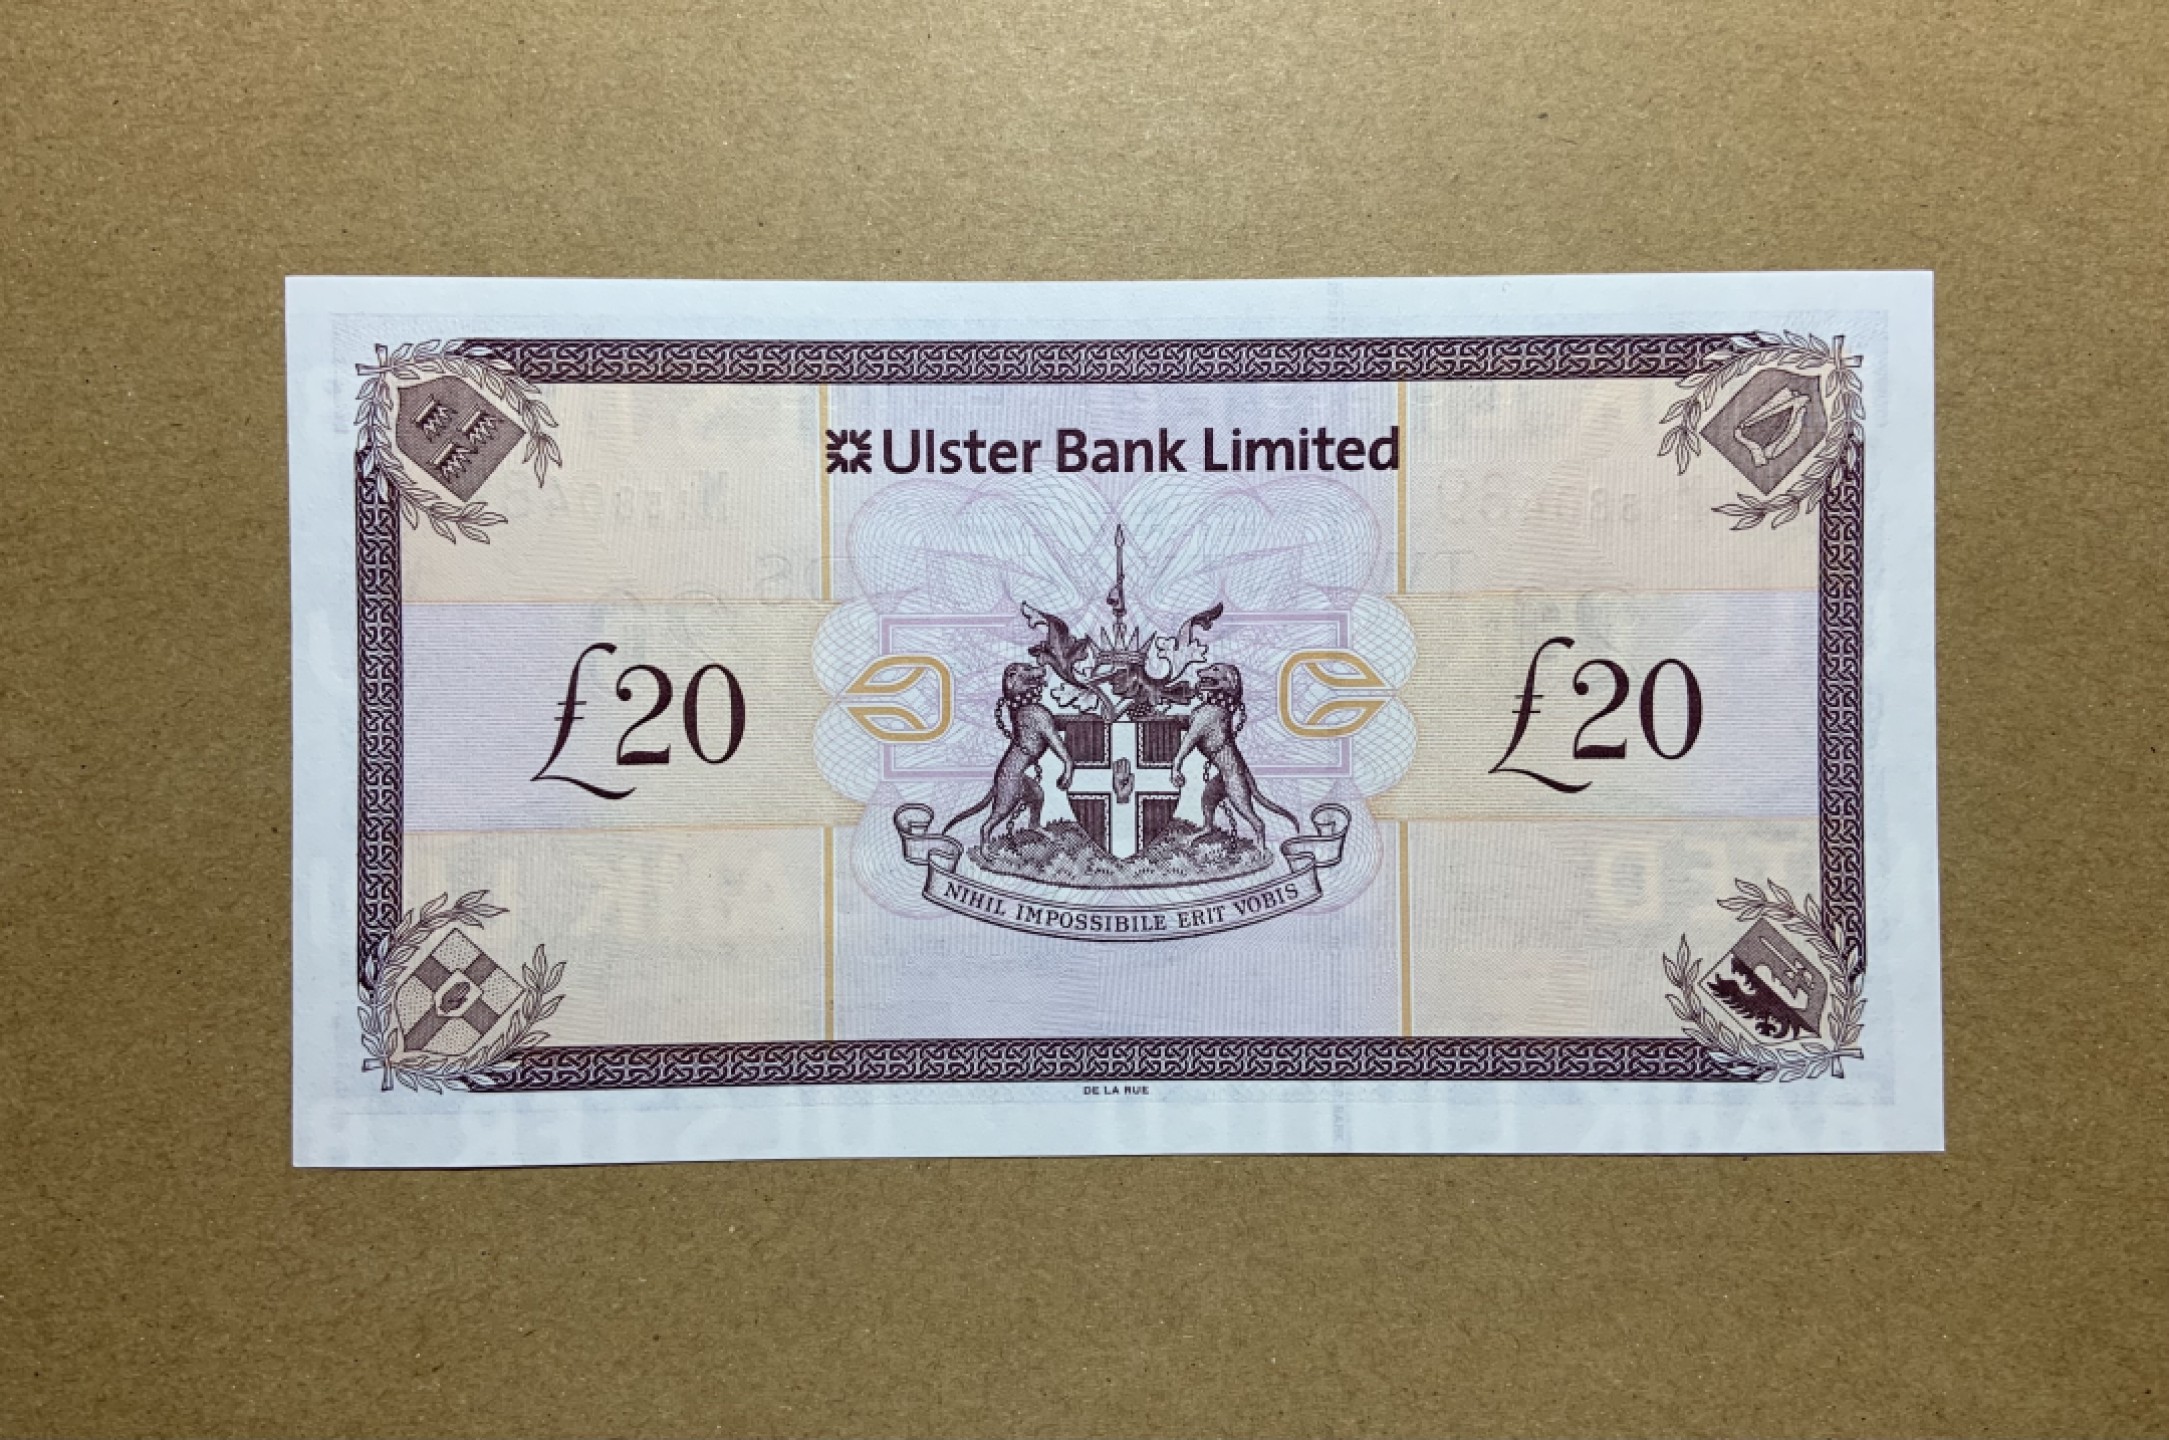 Ulster Bank Limited
£20 £20
NIHIL IMPOSSIBILE ERIT VOBIS
DE LA RUE